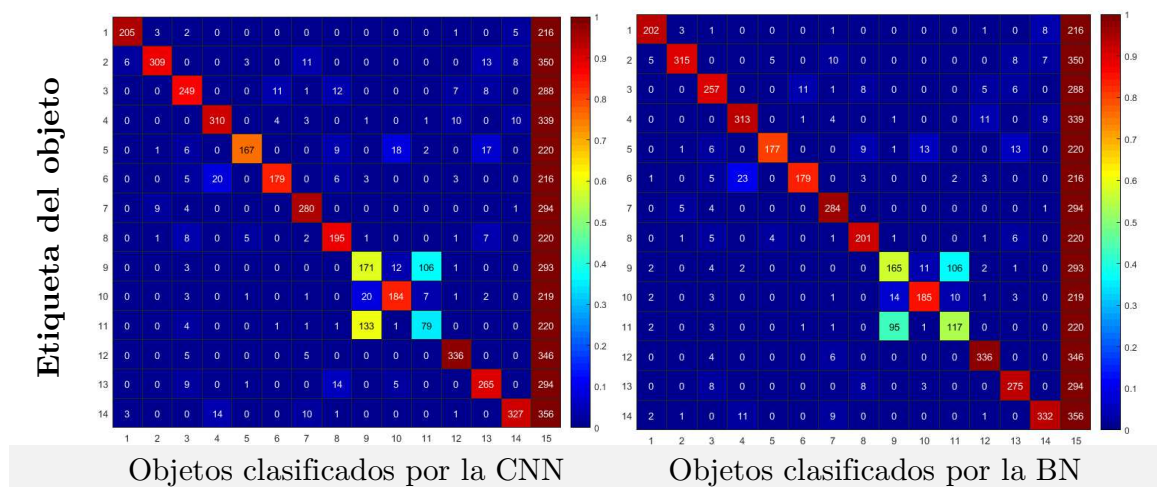 Etiqueta del objeto
1 205 3 2 0 0 0 0 0 0 0 0 1 0 5 216
2 6 309 0 0 3 0 11 0 0 0 0 0 13 8 350
3 0 0 249 0 0 11 1 12 0 0 0 7 8 0 288
4 0 0 0 310 0 4 3 0 1 0 1 10 0 10 339
5 0 1 6 0 167 0 0 9 0 18 2 0 17 0 220
6 0 0 5 20 0 179 0 6 3 0 0 3 0 0 216
7 0 9 4 0 0 0 280 0 0 0 0 0 0 1 294
8 0 1 8 0 5 0 2 195 1 0 0 1 7 0 220
9 0 0 3 0 0 0 0 0 171 12 106 1 0 0 293
10 0 0 3 0 1 0 1 0 20 184 7 1 2 0 219
11 0 0 4 0 0 1 1 1 133 1 79 0 0 0 220
12 0 0 5 0 0 0 5 0 0 0 0 336 0 0 346
13 0 0 9 0 1 0 0 14 0 5 0 0 265 0 294
14 3 0 0 14 0 0 10 1 0 0 0 1 0 327 356
1 2 3 4 5 6 7 8 9 10 11 12 13 14 15
1
0.9
0.8
0.7
0.6
0.5
0.4
0.3
0.2
0.1
0
Objetos clasificados por la CNN
1 202 3 1 0 0 0 1 0 0 0 0 1 0 8 216
2 5 315 0 0 5 0 10 0 0 0 0 0 8 7 350
3 0 0 257 0 0 11 1 8 0 0 0 5 6 0 288
4 0 0 0 313 0 1 4 0 1 0 0 11 0 9 339
5 0 1 6 0 177 0 0 9 1 13 0 0 13 0 220
6 1 0 5 23 0 179 0 0 3 0 2 3 0 0 216
7 0 5 4 0 0 0 284 0 0 0 0 0 0 1 294
8 0 1 5 0 4 0 2 201 1 0 0 1 6 0 220
9 2 0 4 2 0 0 0 0 165 11 106 2 1 0 293
10 2 0 3 0 0 0 1 0 14 185 10 1 3 0 219
11 2 0 3 0 0 1 1 0 95 1 117 0 0 0 220
12 0 0 4 0 0 0 6 0 0 0 0 336 0 0 346
13 0 0 8 0 0 0 0 8 0 3 0 0 275 0 294
14 2 1 0 11 0 0 9 0 0 0 0 1 0 332 356
1 2 3 4 5 6 7 8 9 10 11 12 13 14 15
1
0.9
0.8
0.7
0.6
0.5
0.4
0.3
0.2
0.1
0
Objetos clasificados por la BN